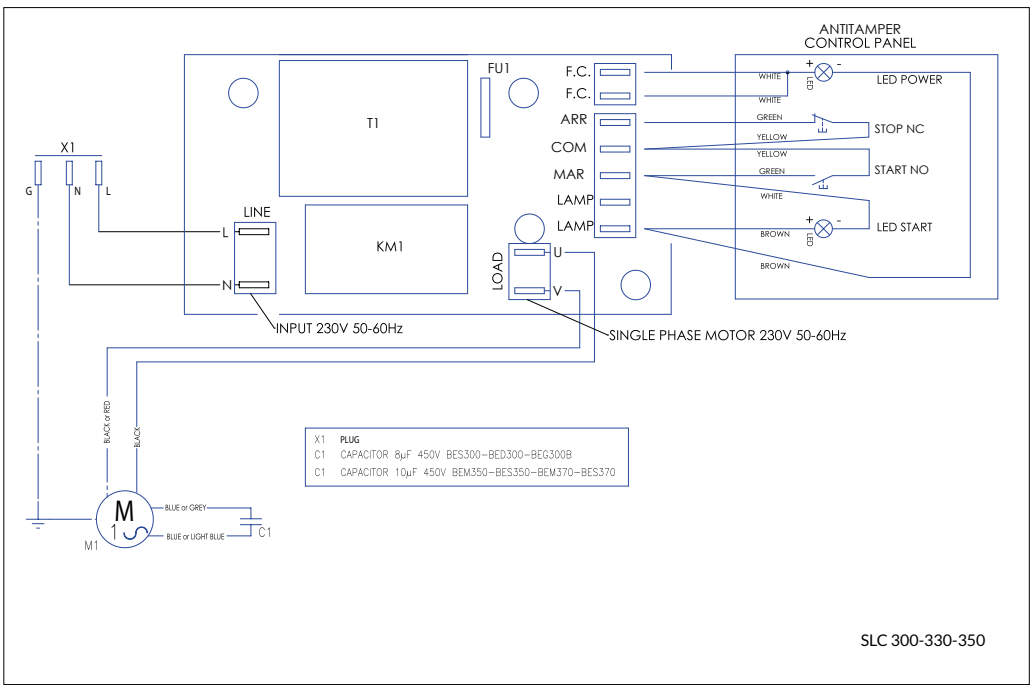 ANTITAMPER
CONTROL PANEL
FU1
F.C.
F.C.
ARR
COM
MAR
LAMP
LAMP
T1
KM1
WHITE
WHITE
GREEN
YELLOW
YELLOW
GREEN
WHITE
BROWN
BROWN
+ -
LED
LED POWER
STOP NC
START NO
+ -
LED
LED START
X1
G N L
LINE
L
N
LOAD
U
V
INPUT 230V 50-60Hz
SINGLE PHASE MOTOR 230V 50-60Hz
BLACK or RED
BLACK
X1 PLUG
C1 CAPACITOR 8µF 450V BES300-BED300-BEG300B
C1 CAPACITOR 10µF 450V BEM350-BES350-BEM370-BES370
M
1
M1
BLUE or GREY
BLUE or LIGHT BLUE
C1
SLC 300-330-350